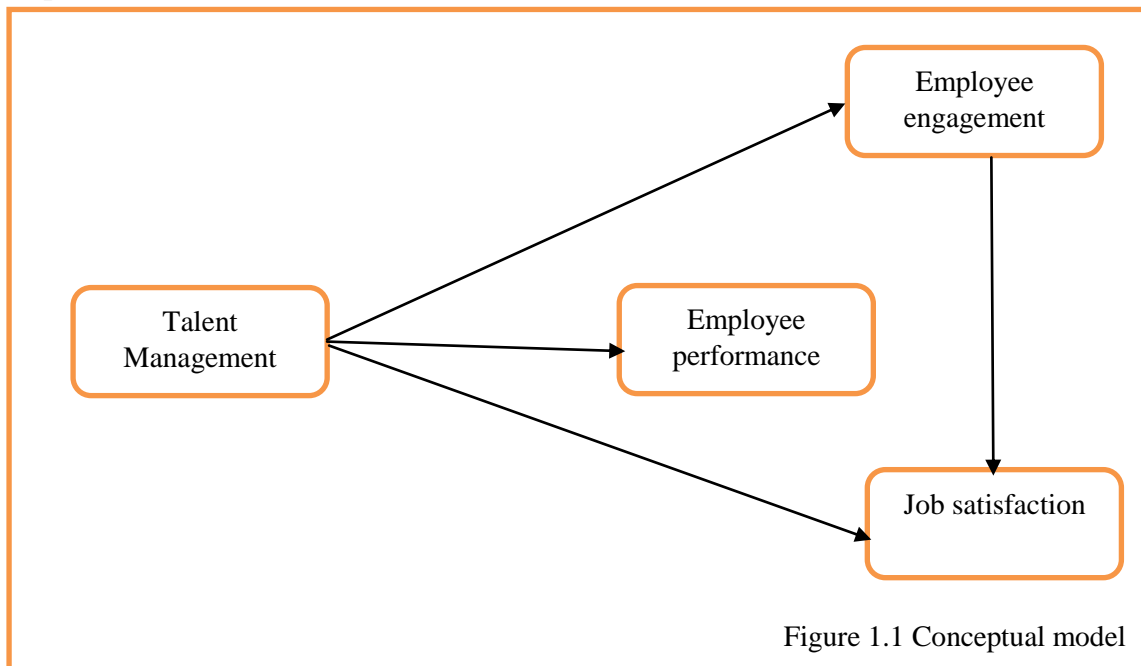 Employee
engagement
Talent
Management
Employee
performance
Job satisfaction
Figure 1.1 Conceptual model